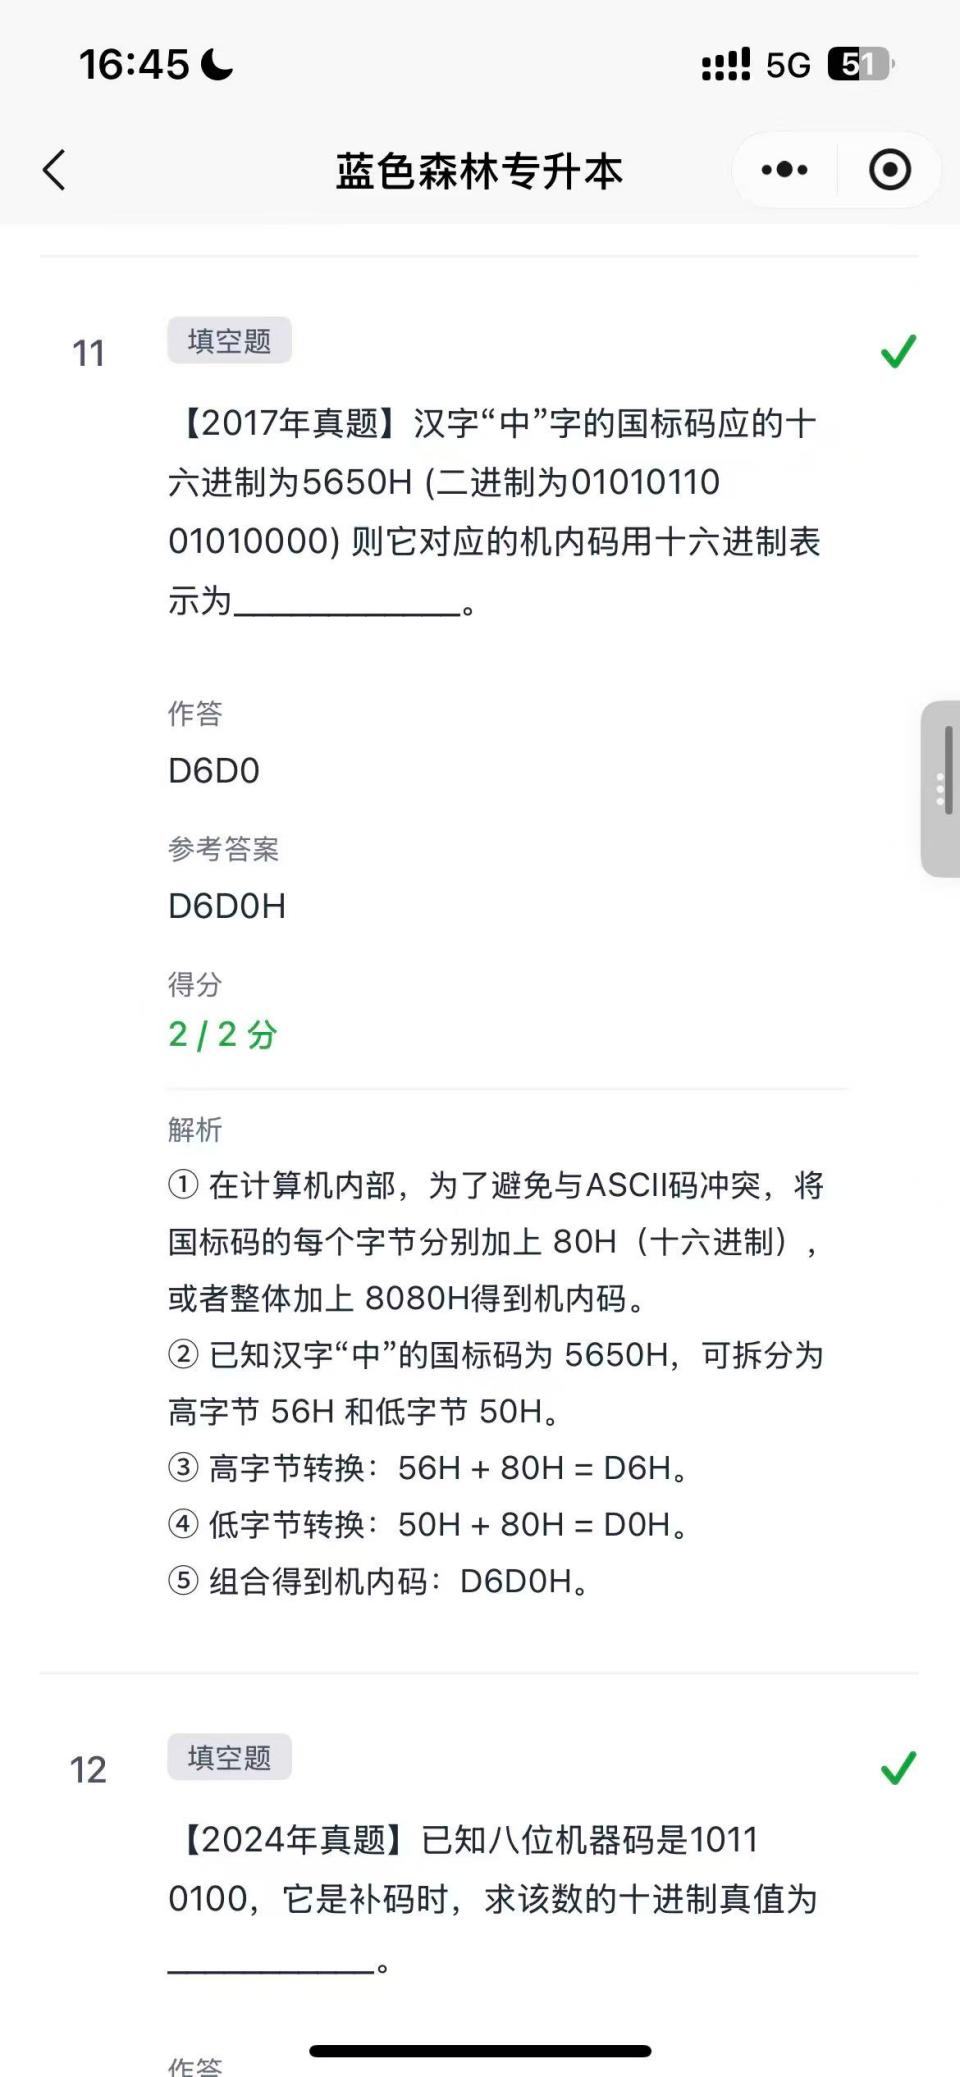 16:45
5G
51
蓝色森林专升本
11
填空题
【2017年真题】汉字“中”字的国标码应的十
六进制为5650H (二进制为01010110
01010000) 则它对应的机内码用十六进制表
示为____________。
作答
D6D0
参考答案
D6D0H
得分
2 / 2 分
解析
① 在计算机内部，为了避免与ASCII码冲突，将
国标码的每个字节分别加上 80H（十六进制），
或者整体加上 8080H得到机内码。
② 已知汉字“中”的国标码为 5650H，可拆分为
高字节 56H 和低字节 50H。
③ 高字节转换：56H + 80H = D6H。
④ 低字节转换：50H + 80H = D0H。
⑤ 组合得到机内码：D6D0H。
12
填空题
【2024年真题】已知八位机器码是1011
0100，它是补码时，求该数的十进制真值为
___________。
作答